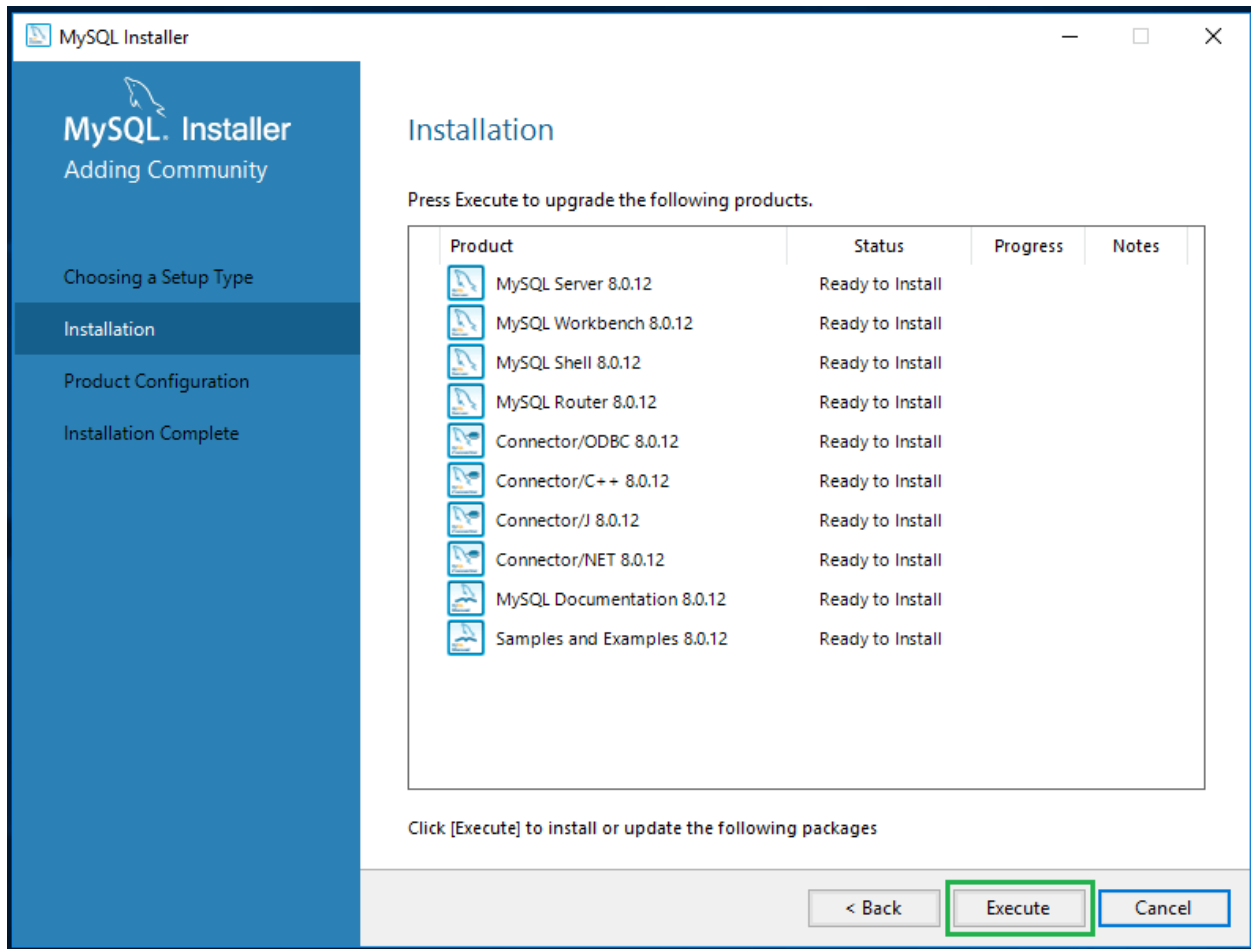 MySQL Installer
MySQL. Installer
Adding Community
Choosing a Setup Type
Installation
Product Configuration
Installation Complete
Installation
Press Execute to upgrade the following products.
Product Status Progress Notes
MySQL Server 8.0.12 Ready to Install
MySQL Workbench 8.0.12 Ready to Install
MySQL Shell 8.0.12 Ready to Install
MySQL Router 8.0.12 Ready to Install
Connector/ODBC 8.0.12 Ready to Install
Connector/C++ 8.0.12 Ready to Install
Connector/J 8.0.12 Ready to Install
Connector/NET 8.0.12 Ready to Install
MySQL Documentation 8.0.12 Ready to Install
Samples and Examples 8.0.12 Ready to Install
Click [Execute] to install or update the following packages
< Back Execute Cancel